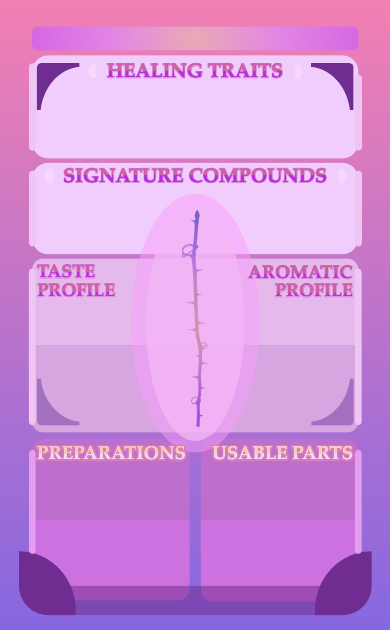 HEALING TRAITS
SIGNATURE COMPOUNDS
TASTE
PROFILE
AROMATIC
PROFILE
PREPARATIONS
USABLE PARTS